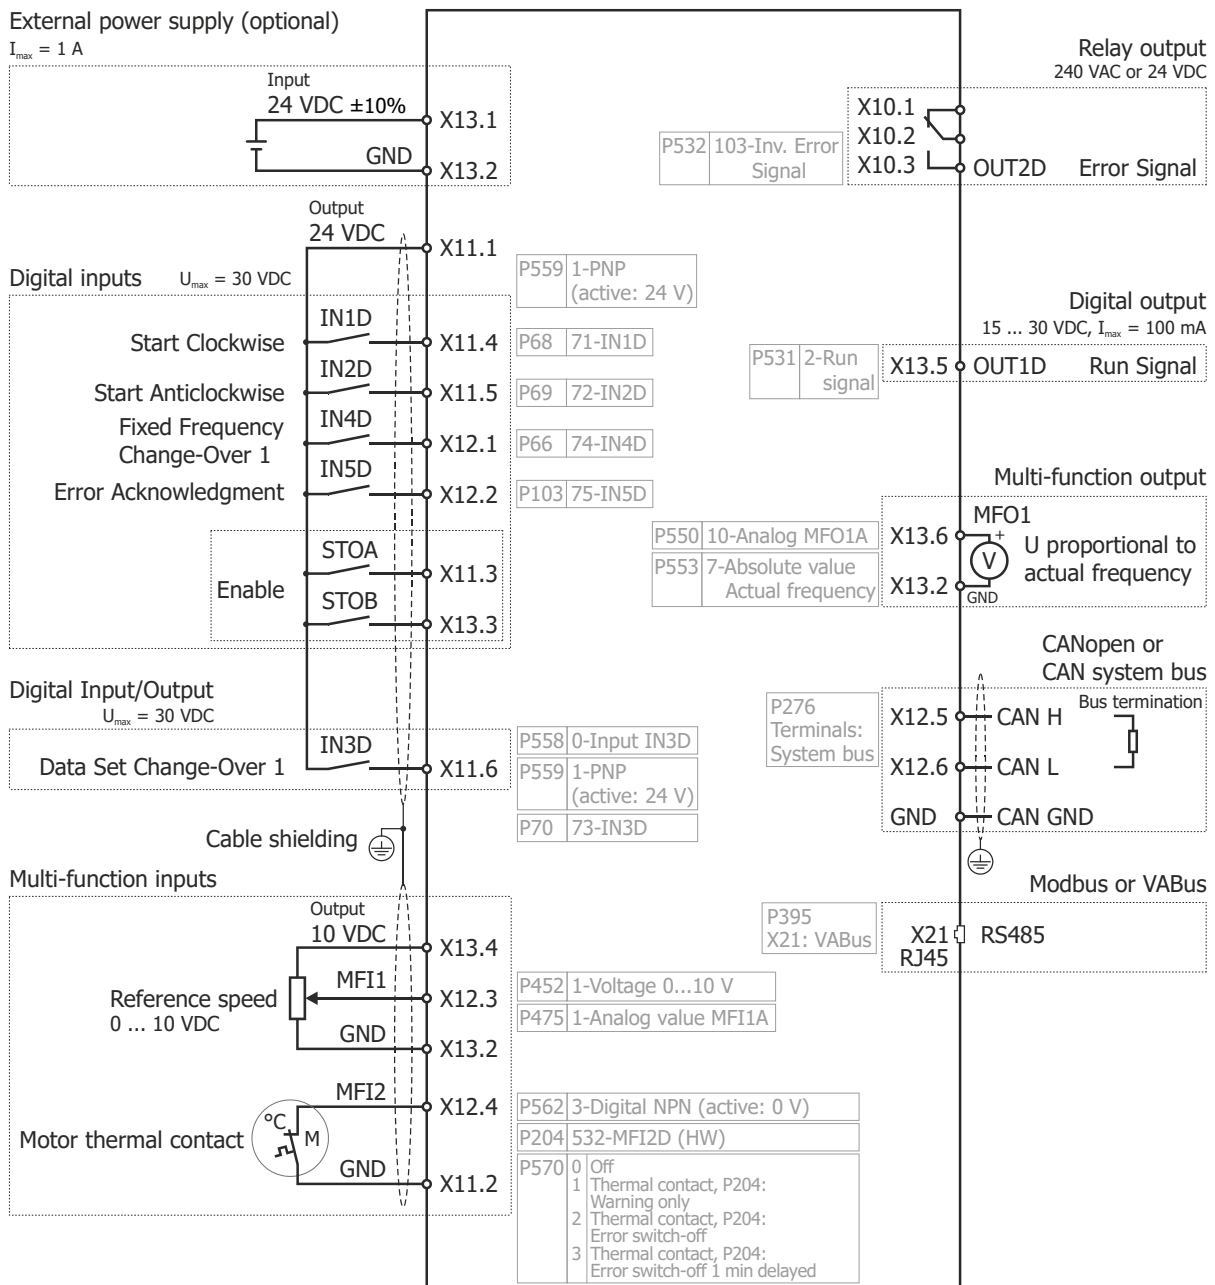 External power supply (optional)
Imax = 1 A
Input
24 VDC ±10%
X13.1
GND
X13.2
Output
24 VDC
X11.1
P559 1-PNP
(active: 24 V)
Digital inputs Umax = 30 VDC
IN1D
Start Clockwise
X11.4
P68 71-IN1D
IN2D
Start Anticlockwise
X11.5
P69 72-IN2D
IN4D
Fixed Frequency
Change-Over 1
X12.1
P66 74-IN4D
IN5D
Error Acknowledgment
X12.2
P103 75-IN5D
STOA
X11.3
Enable
STOB
X13.3
Digital Input/Output
Umax = 30 VDC
IN3D
Data Set Change-Over 1
X11.6
P558 0-Input IN3D
P559 1-PNP
(active: 24 V)
P70 73-IN3D
Cable shielding
Multi-function inputs
Output
10 VDC
X13.4
MFI1
Reference speed
0 ... 10 VDC
X12.3
P452 1-Voltage 0...10 V
P475 1-Analog value MFI1A
GND
X13.2
MFI2
X12.4
P562 3-Digital NPN (active: 0 V)
°C
M
Motor thermal contact
P204 532-MFI2D (HW)
GND
X11.2
P570 0 Off
1 Thermal contact, P204:
Warning only
2 Thermal contact, P204:
Error switch-off
3 Thermal contact, P204:
Error switch-off 1 min delayed
Relay output
240 VAC or 24 VDC
X10.1
X10.2
X10.3
P532 103-Inv. Error
Signal
OUT2D Error Signal
Digital output
15 ... 30 VDC, Imax = 100 mA
P531 2-Run
signal
X13.5 OUT1D Run Signal
Multi-function output
MFO1
P550 10-Analog MFO1A
X13.6
+
V
U proportional to
actual frequency
P553 7-Absolute value
Actual frequency
X13.2
GND
CANopen or
CAN system bus
Bus termination
P276
Terminals:
System bus
X12.5 CAN H
X12.6 CAN L
GND CAN GND
Modbus or VABus
P395
X21: VABus
X21 RS485
RJ45